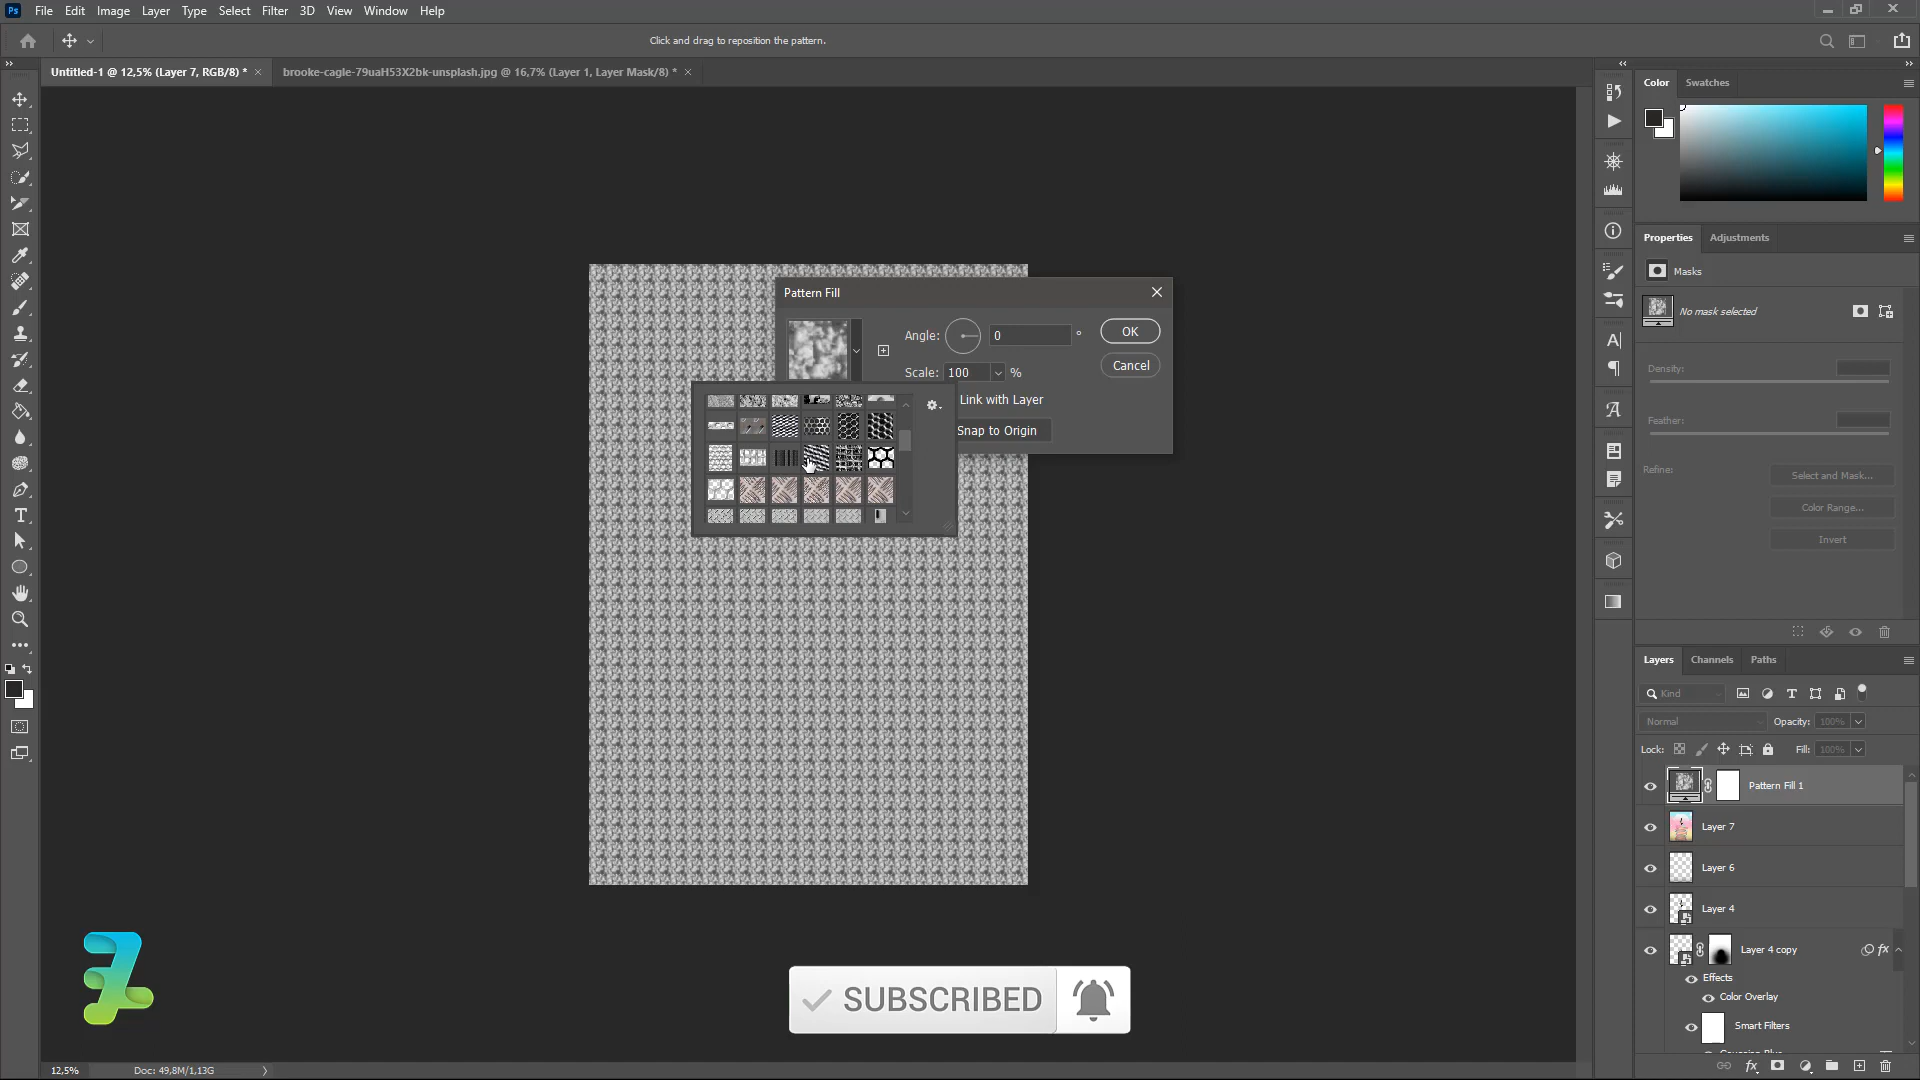 Ps File Edit Image Layer Type Select Filter 3D View Window Help
Click and drag to reposition the pattern.
Untitled-1 @ 12,5% (Layer 7, RGB/8) *
brooke-cagle-79uaH53X2bk-unsplash.jpg @ 16,7% (Layer 1, Layer Mask/8) *
Color Swatches
Properties Adjustments
Masks
No mask selected
Density:
Feather:
Refine:
Select and Mask...
Color Range...
Invert
Pattern Fill
Angle: 0 °
OK
Scale: 100 %
Cancel
Link with Layer
Snap to Origin
Layers Channels Paths
Kind
Normal Opacity: 100%
Lock: Fill: 100%
Pattern Fill 1
Layer 7
Layer 6
Layer 4
Layer 4 copy fx
Effects
Color Overlay
Smart Filters
SUBSCRIBED
12,5% Doc: 49,8M/1,13G
fx